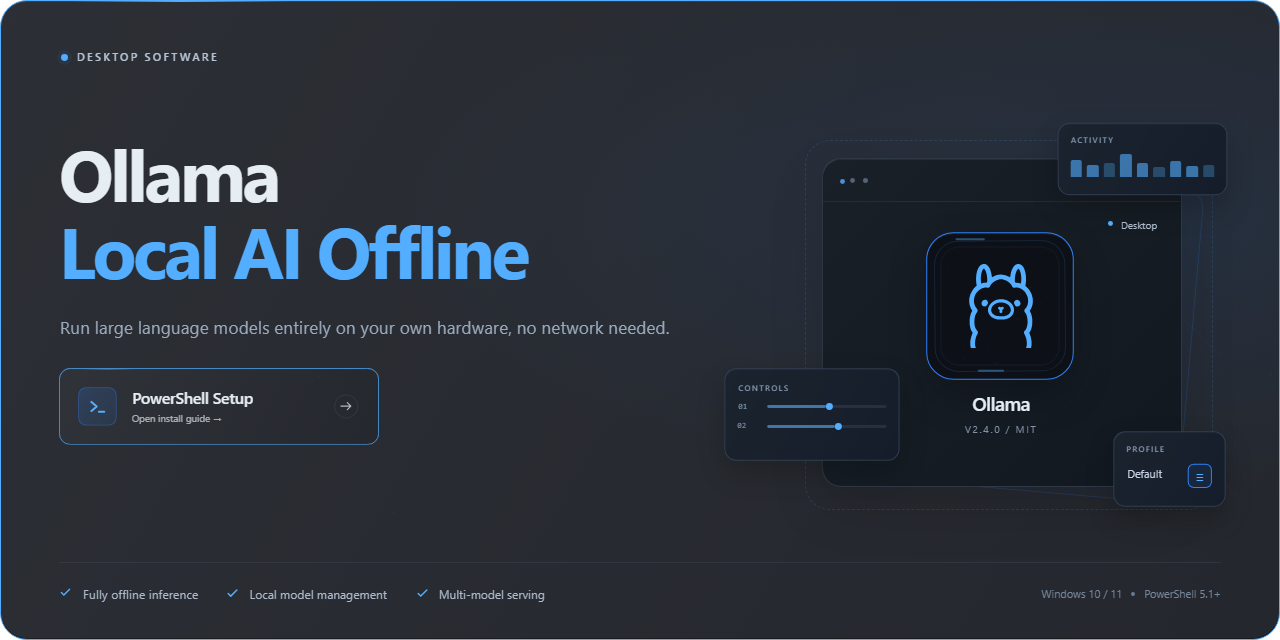 DESKTOP SOFTWARE
Ollama
Local AI Offline
Run large language models entirely on your own hardware, no network needed.
PowerShell Setup
Open install guide →
ACTIVITY
Desktop
CONTROLS
01
02
Ollama
V2.4.0 / MIT
PROFILE
Default
Fully offline inference
Local model management
Multi-model serving
Windows 10 / 11 • PowerShell 5.1+